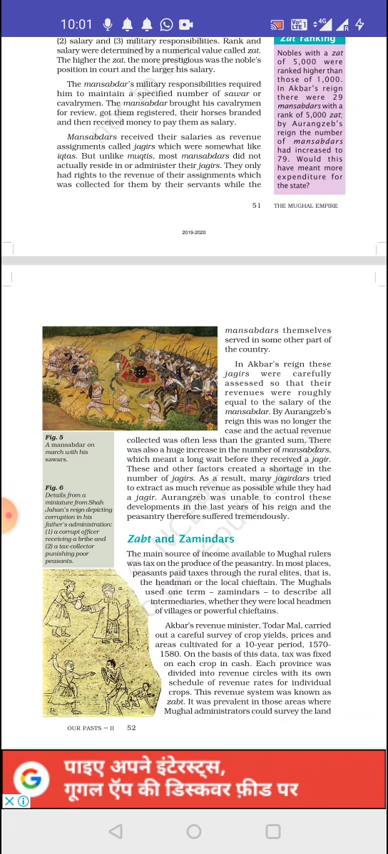 10:01
4G
(2) salary and (3) military responsibilities. Rank and
salary were determined by a numerical value called zat.
The higher the zat, the more prestigious was the noble's
position in court and the larger his salary.
The mansabdar's military responsibilities required
him to maintain a specified number of sawar or
cavalrymen. The mansabdar brought his cavalrymen
for review, got them registered, their horses branded
and then received money to pay them as salary.
Mansabdars received their salaries as revenue
assignments called jagirs which were somewhat like
iqtas. But unlike muqtis, most mansabdars did not
actually reside in or administer their jagirs. They only
had rights to the revenue of their assignments which
was collected for them by their servants while the
Zat ranking
Nobles with a zat
of 5,000 were
ranked higher than
those of 1,000.
In Akbar's reign
there were 29
mansabdars with a
rank of 5,000 zat;
by Aurangzeb's
reign the number
of mansabdars
had increased to
79. Would this
have meant more
expenditure for
the state?
51 THE MUGHAL EMPIRE
2019-2020
mansabdars themselves
served in some other part of
the country.
In Akbar's reign these
jagirs were carefully
assessed so that their
revenues were roughly
equal to the salary of the
mansabdar. By Aurangzeb's
reign this was no longer the
case and the actual revenue
collected was often less than the granted sum. There
was also a huge increase in the number of mansabdars,
which meant a long wait before they received a jagir.
These and other factors created a shortage in the
number of jagirs. As a result, many jagirdars tried
to extract as much revenue as possible while they had
a jagir. Aurangzeb was unable to control these
developments in the last years of his reign and the
peasantry therefore suffered tremendously.
Fig. 5
A mansabdar on
march with his
sawars.
Fig. 6
Details from a
miniature from Shah
Jahan's reign depicting
corruption in his
father's administration:
(1) a corrupt officer
receiving a bribe and
(2) a tax-collector
punishing poor
peasants.
Zabt and Zamindars
The main source of income available to Mughal rulers
was tax on the produce of the peasantry. In most places,
peasants paid taxes through the rural elites, that is,
the headman or the local chieftain. The Mughals
used one term – zamindars – to describe all
intermediaries, whether they were local headmen
of villages or powerful chieftains.
Akbar's revenue minister, Todar Mal, carried
out a careful survey of crop yields, prices and
areas cultivated for a 10-year period, 1570-
1580. On the basis of this data, tax was fixed
on each crop in cash. Each province was
divided into revenue circles with its own
schedule of revenue rates for individual
crops. This revenue system was known as
zabt. It was prevalent in those areas where
Mughal administrators could survey the land
OUR PASTS – II 52
पाइए अपने इंटेरस्ट्स,
गूगल ऍप की डिस्कवर फ़ीड पर